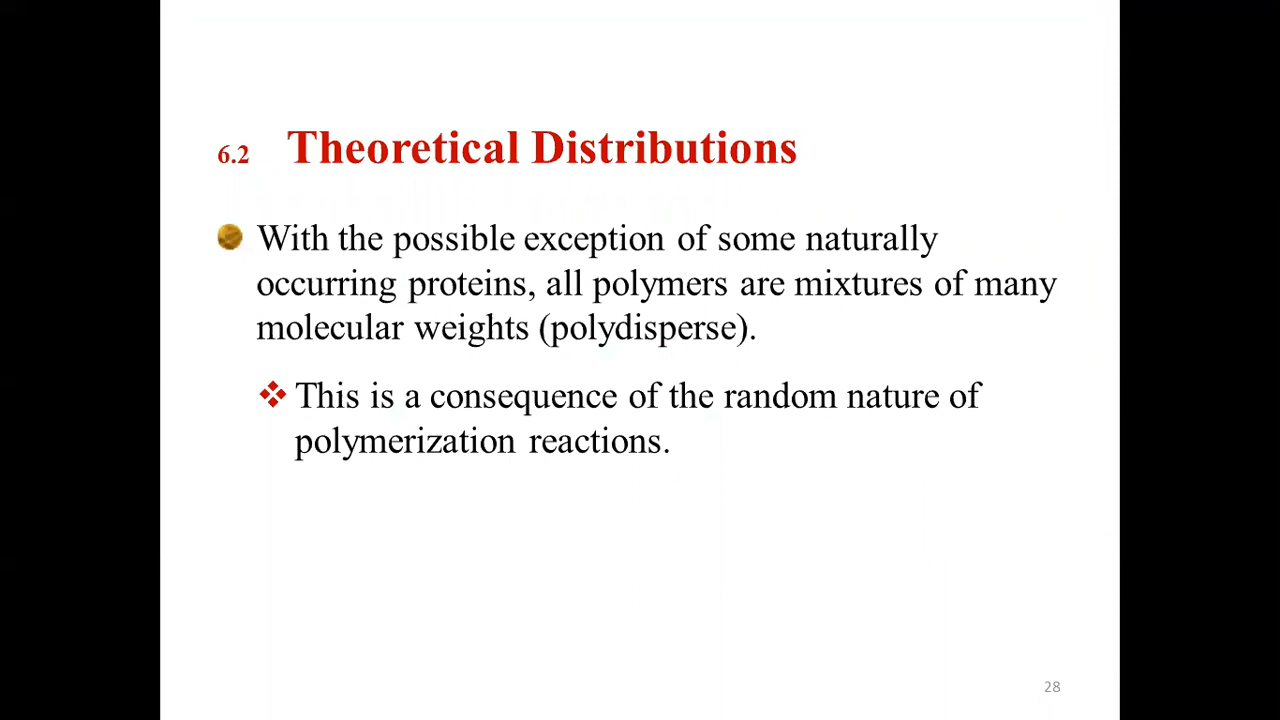 6.2 Theoretical Distributions
With the possible exception of some naturally
occurring proteins, all polymers are mixtures of many
molecular weights (polydisperse).
This is a consequence of the random nature of
polymerization reactions.
28